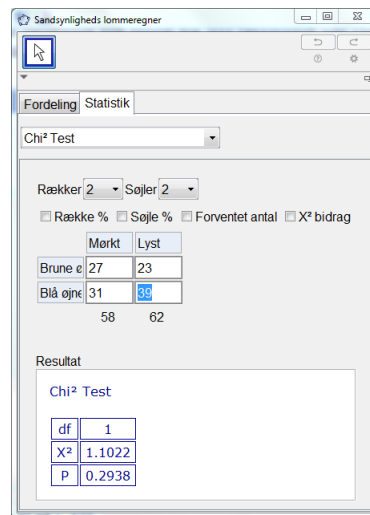 Sandsynligheds lommeregner
Fordeling Statistik
Chi² Test
Rækker 2 Søjler 2
Række % Søjle % Forventet antal X² bidrag
Mørkt Lyst
Brune ø 27 23
Blå øjne 31 39
58 62
Resultat
Chi² Test
df 1
X² 1.1022
P 0.2938